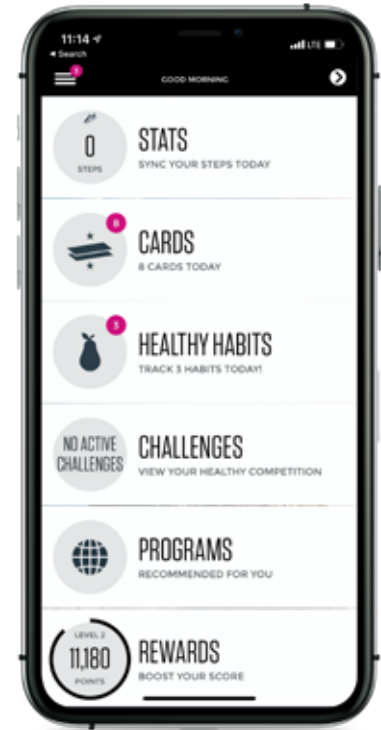 11:14
Search
LTE
3
GOOD MORNING
0
STEPS
STATS
SYNC YOUR STEPS TODAY
8
CARDS
8 CARDS TODAY
3
HEALTHY HABITS
TRACK 3 HABITS TODAY!
NO ACTIVE
CHALLENGES
CHALLENGES
VIEW YOUR HEALTHY COMPETITION
PROGRAMS
RECOMMENDED FOR YOU
LEVEL 2
11,180
POINTS
REWARDS
BOOST YOUR SCORE